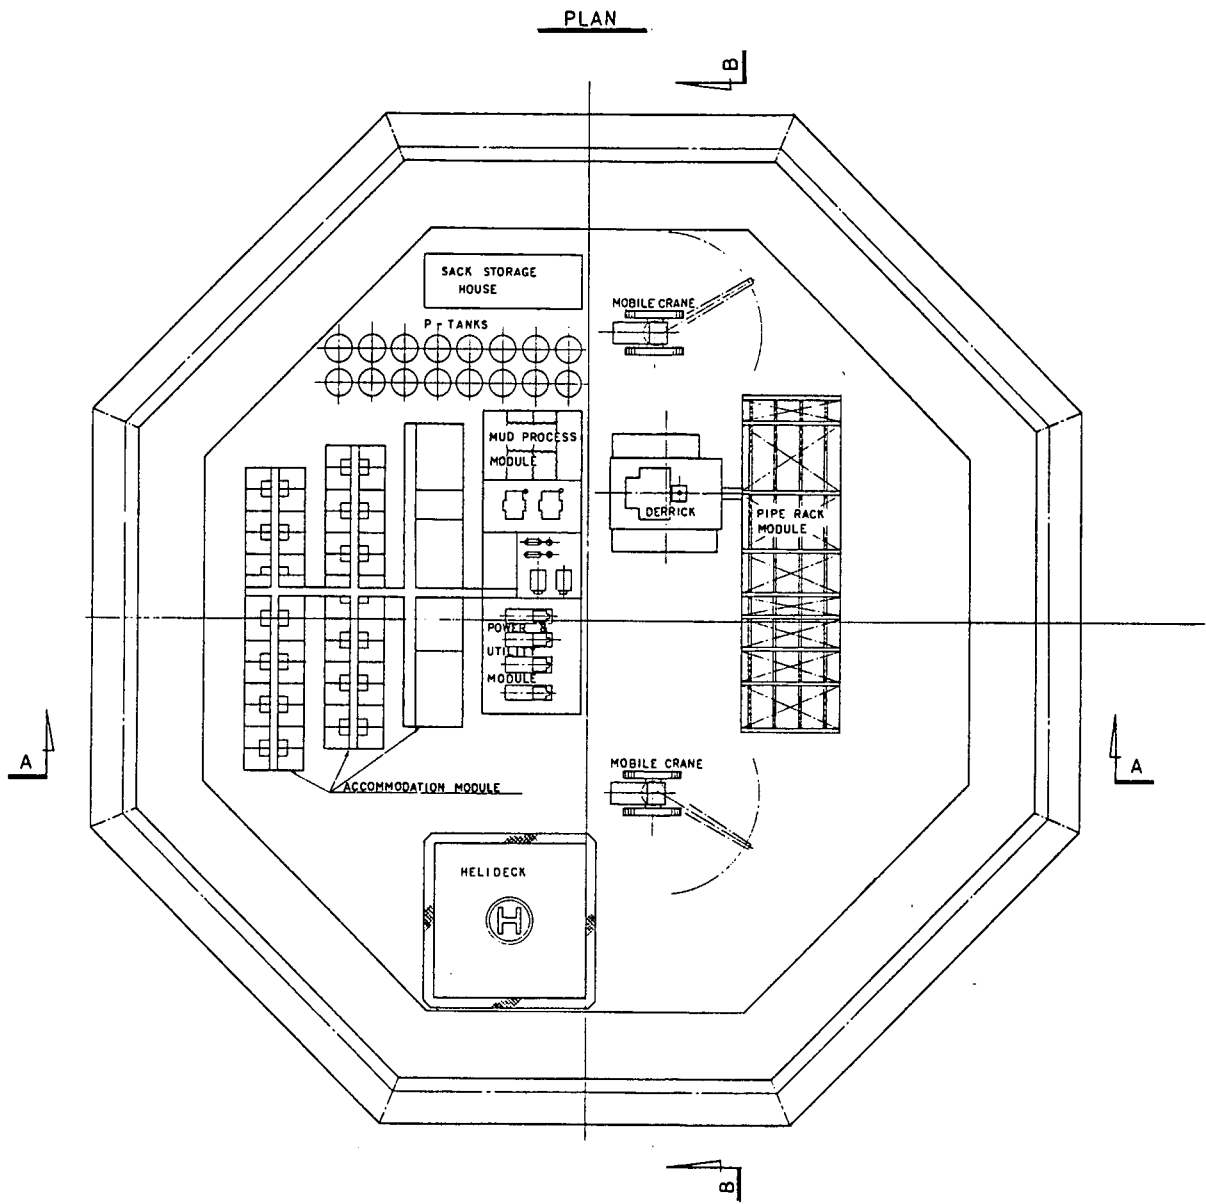 PLAN
B
SACK STORAGE
HOUSE
MOBILE CRANE
P-TANKS
MUD PROCESS
MODULE
DERRICK
PIPE RACK
MODULE
POWER &
UTILITY
MODULE
A
A
MOBILE CRANE
ACCOMMODATION MODULE
HELIDECK
H
B